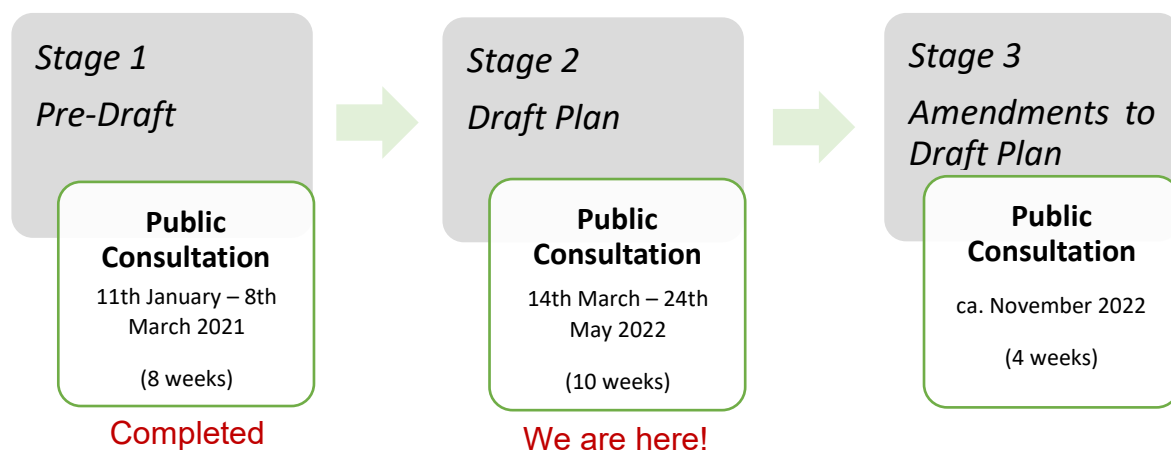 Stage 1
Pre-Draft
Public
Consultation
11th January – 8th
March 2021
(8 weeks)
Completed
Stage 2
Draft Plan
Public
Consultation
14th March – 24th
May 2022
(10 weeks)
We are here!
Stage 3
Amendments to
Draft Plan
Public
Consultation
ca. November 2022
(4 weeks)